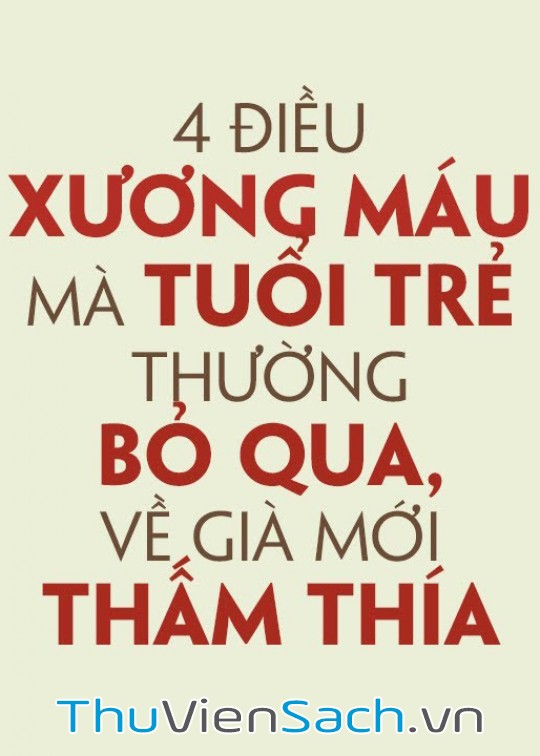 4 ĐIỀU
XƯƠNG MÁU
MÀ TUỔI TRẺ
THƯỜNG
BỎ QUA,
VỀ GIÀ MỚI
THẤM THÍA
ThuVienSach.vn